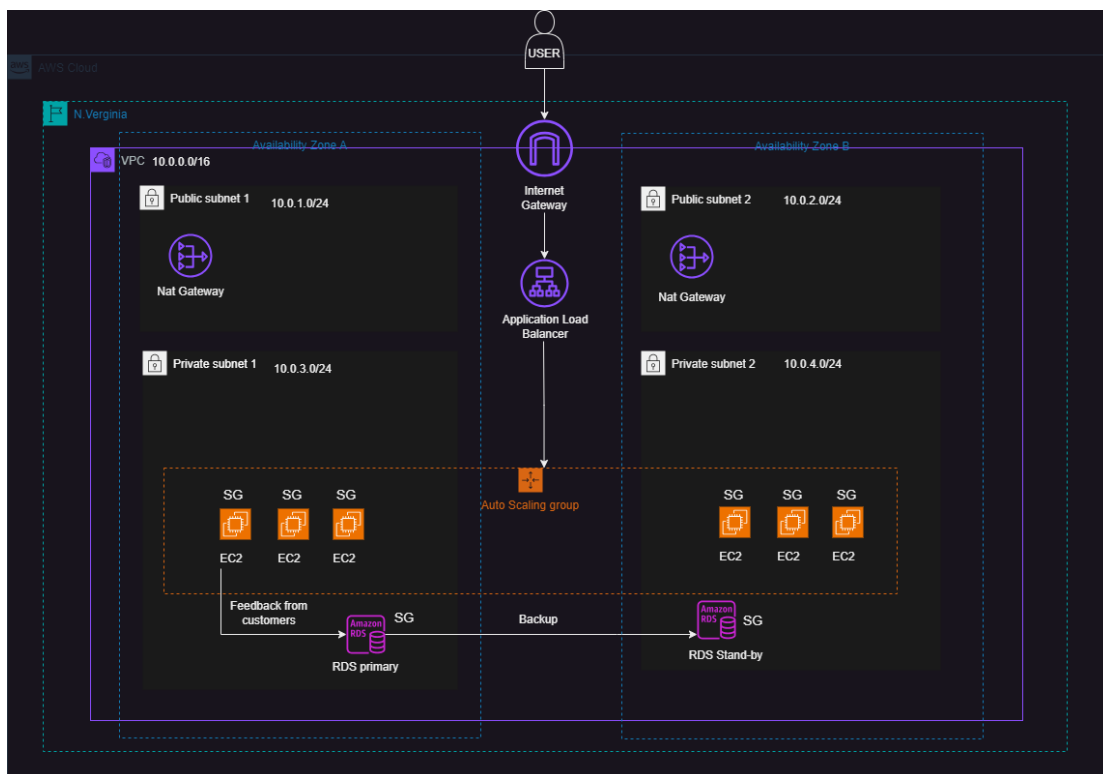 USER
aws
AWS Cloud
N.Verginia
Availability Zone A
Availability Zone B
VPC 10.0.0.0/16
Internet
Gateway
Public subnet 1
10.0.1.0/24
Public subnet 2
10.0.2.0/24
Nat Gateway
Nat Gateway
Application Load
Balancer
Private subnet 1
10.0.3.0/24
Private subnet 2
10.0.4.0/24
Auto Scaling group
SG SG SG
EC2 EC2 EC2
SG SG SG
EC2 EC2 EC2
Feedback from
customers
Amazon
RDS
SG
RDS primary
Backup
Amazon
RDS
SG
RDS Stand-by